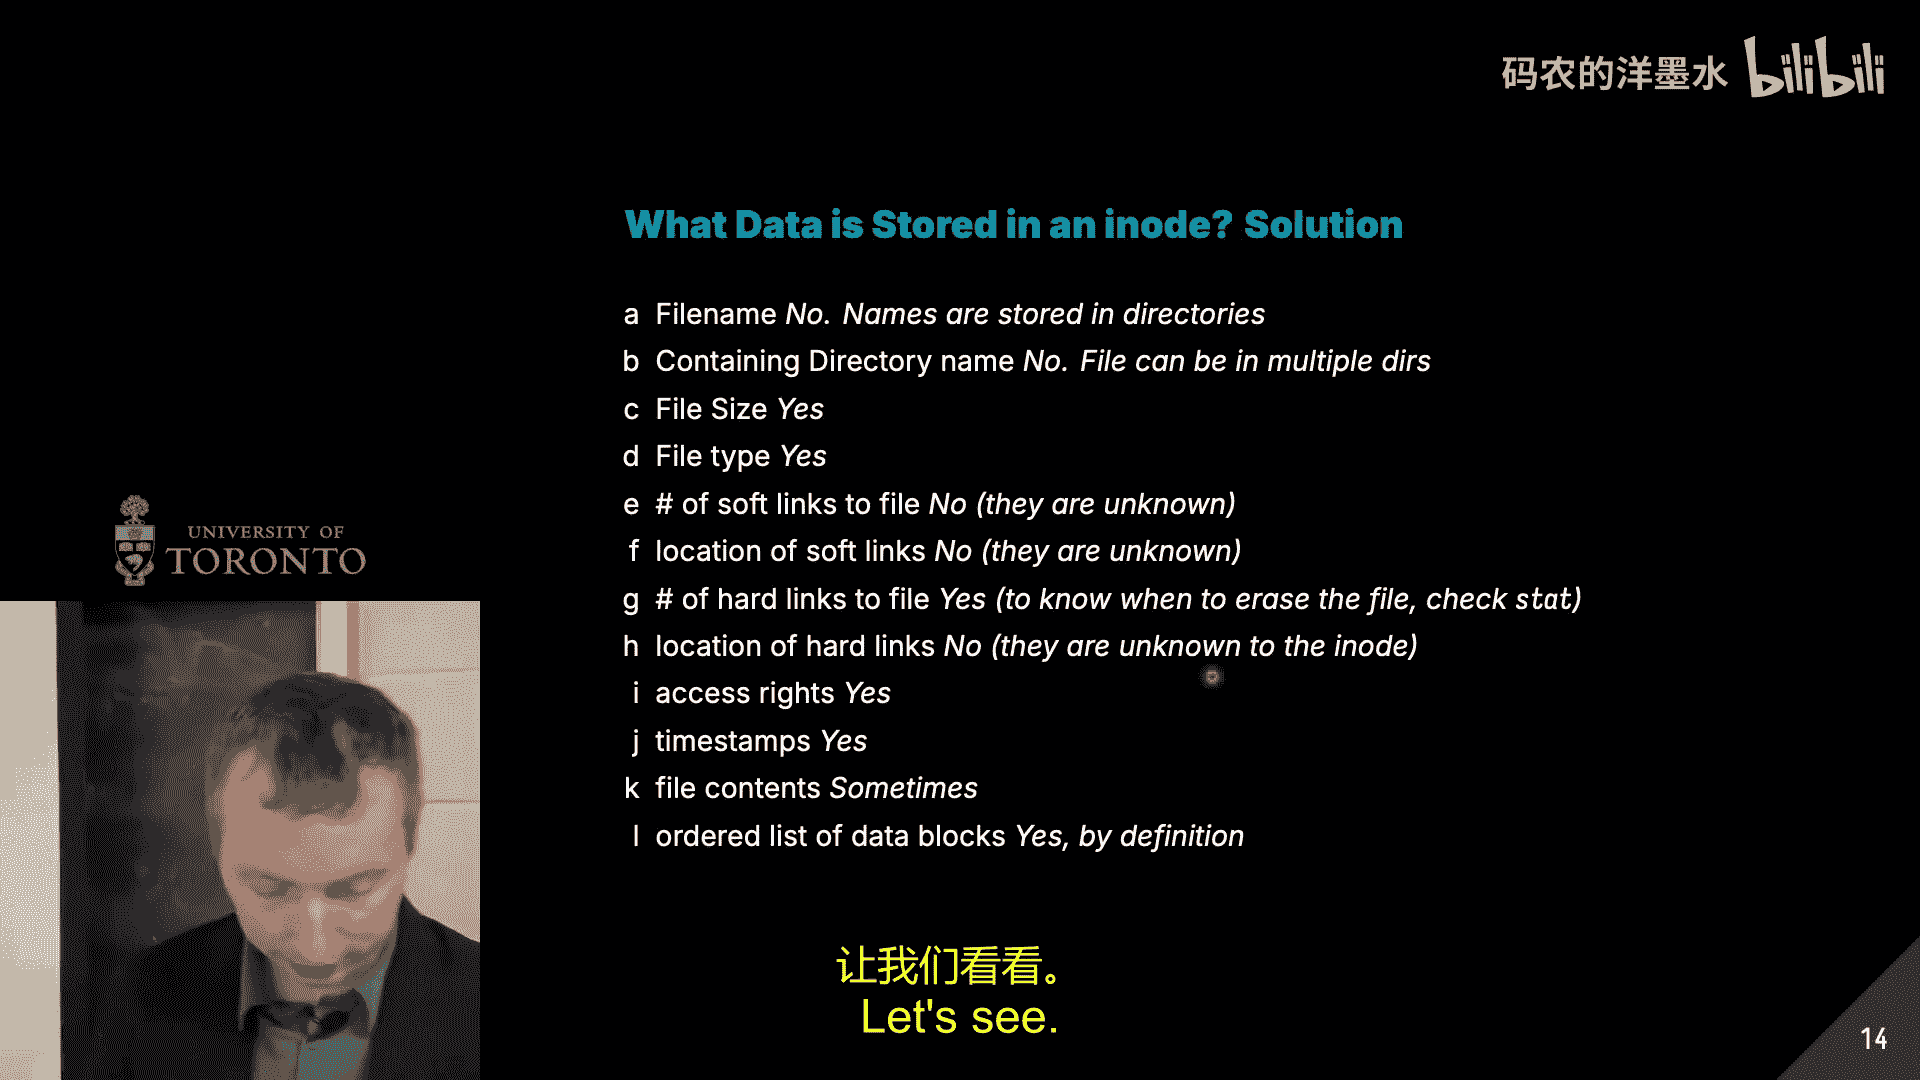 码农的洋墨水 bilibili
What Data is Stored in an inode? Solution
a Filename No. Names are stored in directories
b Containing Directory name No. File can be in multiple dirs
c File Size Yes
d File type Yes
e # of soft links to file No (they are unknown)
f location of soft links No (they are unknown)
g # of hard links to file Yes (to know when to erase the file, check stat)
h location of hard links No (they are unknown to the inode)
i access rights Yes
j timestamps Yes
k file contents Sometimes
l ordered list of data blocks Yes, by definition
UNIVERSITY OF
TORONTO
让我们看看。
Let's see.
14